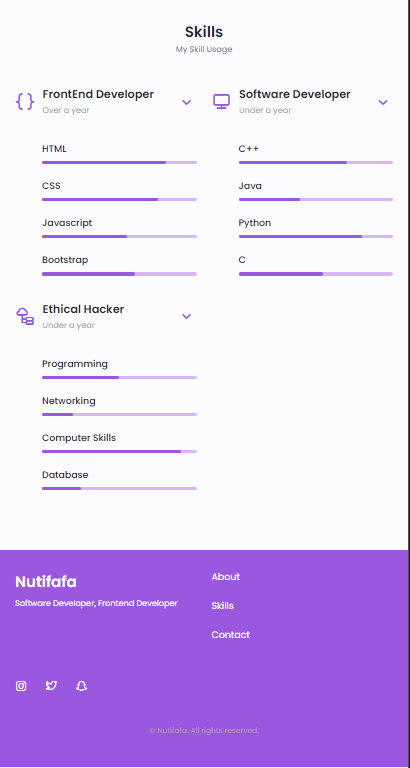 Skills
My Skill Usage
FrontEnd Developer
Over a year
HTML
CSS
Javascript
Bootstrap
Software Developer
Under a year
C++
Java
Python
C
Ethical Hacker
Under a year
Programming
Networking
Computer Skills
Database
Nutifafa
Software Developer, Frontend Developer
About
Skills
Contact
© Nutifafa. All rights reserved.